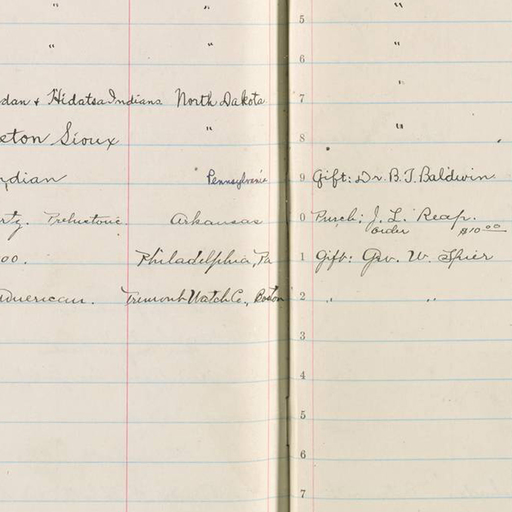 " " 5 "
" " 6 "
dan & Hidatsa Indians North Dakota 7 "
eton Sioux " 8 "
dian Pennsylvania 9 Gift: Dr. B. T. Baldwin
tz. Prehistoric. Arkansas 0 Purch: J. L. Reap.
order $10.00
00. Philadelphia, Pa 1 Gift: Geo. W. Spier
American. Tremont Watch Co., Boston 2 " "
3
4
5
6
7